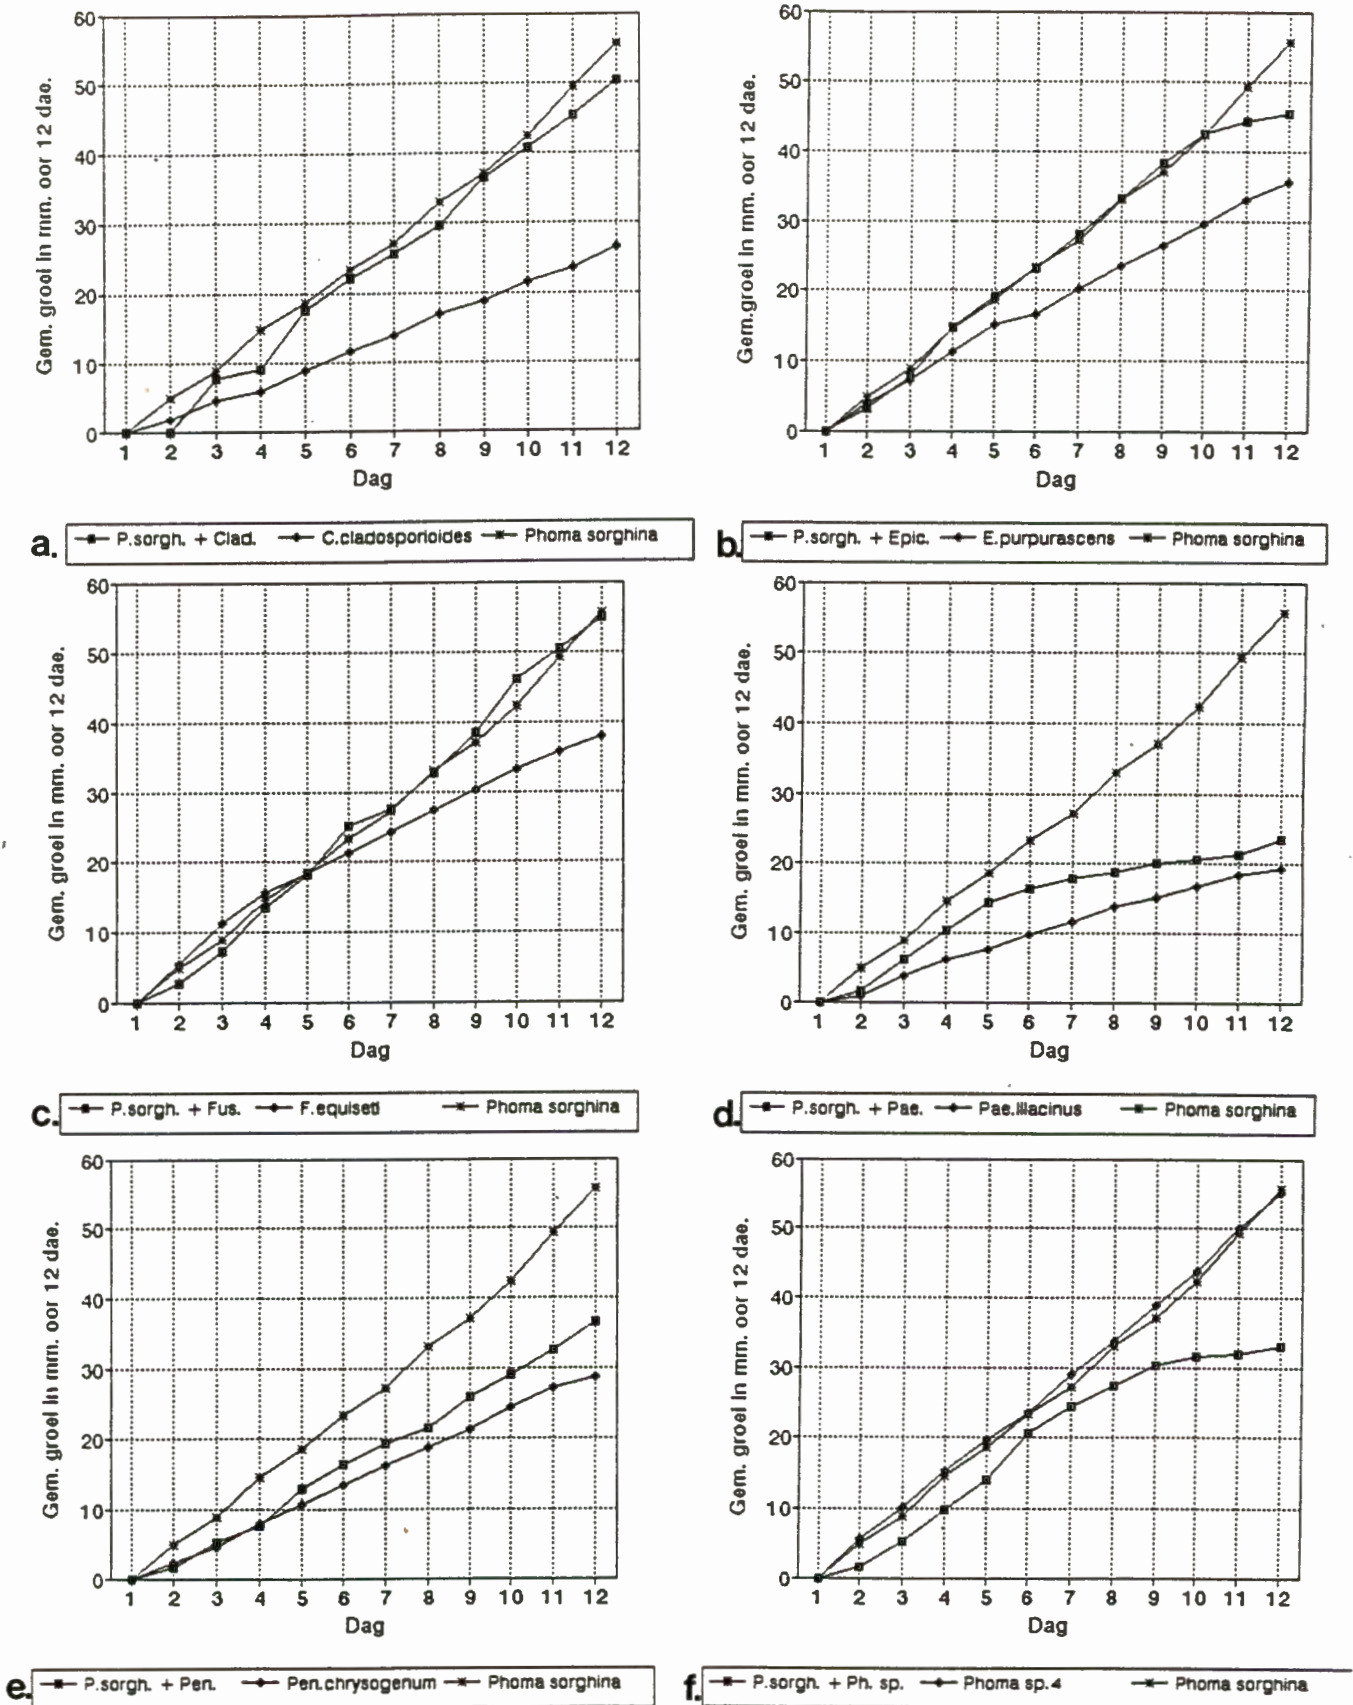 60
50
40
30
20
10
0
Gem. groei in mm. oor 12 dae.
1 2 3 4 5 6 7 8 9 10 11 12
Dag
a. P.sorgh. + Clad. C.cladosporioides Phoma sorghina
60
50
40
30
20
10
0
Gem.groei in mm. oor 12 dae.
1 2 3 4 5 6 7 8 9 10 11 12
Dag
b. P.sorgh. + Epic. E.purpurascens Phoma sorghina
60
50
40
30
20
10
0
Gem. groei in mm. oor 12 dae.
1 2 3 4 5 6 7 8 9 10 11 12
Dag
c. P.sorgh. + Fus. F.equiseti Phoma sorghina
60
50
40
30
20
10
0
Gem. groei in mm. oor 12 dae.
1 2 3 4 5 6 7 8 9 10 11 12
Dag
d. P.sorgh. + Pae. Pae.lilacinus Phoma sorghina
60
50
40
30
20
10
0
Gem. groei in mm. oor 12 dae.
1 2 3 4 5 6 7 8 9 10 11 12
Dag
e. P.sorgh. + Pen. Pen.chrysogenum Phoma sorghina
60
50
40
30
20
10
0
Gem. groei in mm. oor 12 dae.
1 2 3 4 5 6 7 8 9 10 11 12
Dag
f. P.sorgh. + Ph. sp. Phoma sp.4 Phoma sorghina